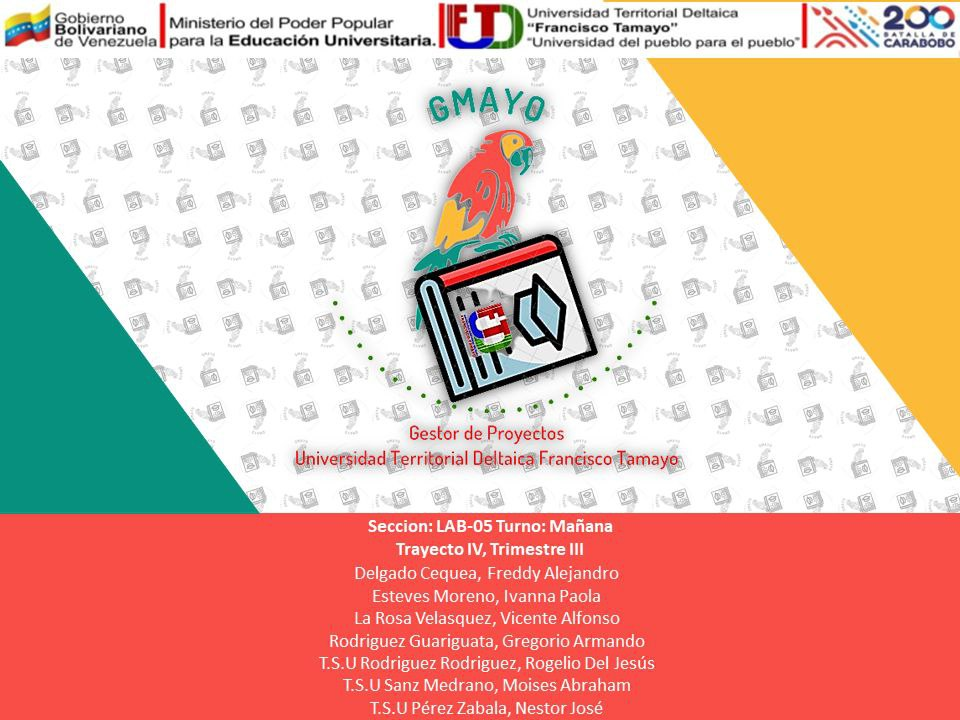 Gobierno
Bolivariano
de Venezuela
Ministerio del Poder Popular
para la Educación Universitaria.
UTD
Universidad Territorial Deltaica
"Francisco Tamayo"
"Universidad del pueblo para el pueblo"
200
BATALLA DE
CARABOBO
GMAYO
Gestor de Proyectos
Universidad Territorial Deltaica Francisco Tamayo
Seccion: LAB-05 Turno: Mañana
Trayecto IV, Trimestre III
Delgado Cequea, Freddy Alejandro
Esteves Moreno, Ivanna Paola
La Rosa Velasquez, Vicente Alfonso
Rodriguez Guariguata, Gregorio Armando
T.S.U Rodriguez Rodriguez, Rogelio Del Jesús
T.S.U Sanz Medrano, Moises Abraham
T.S.U Pérez Zabala, Nestor José